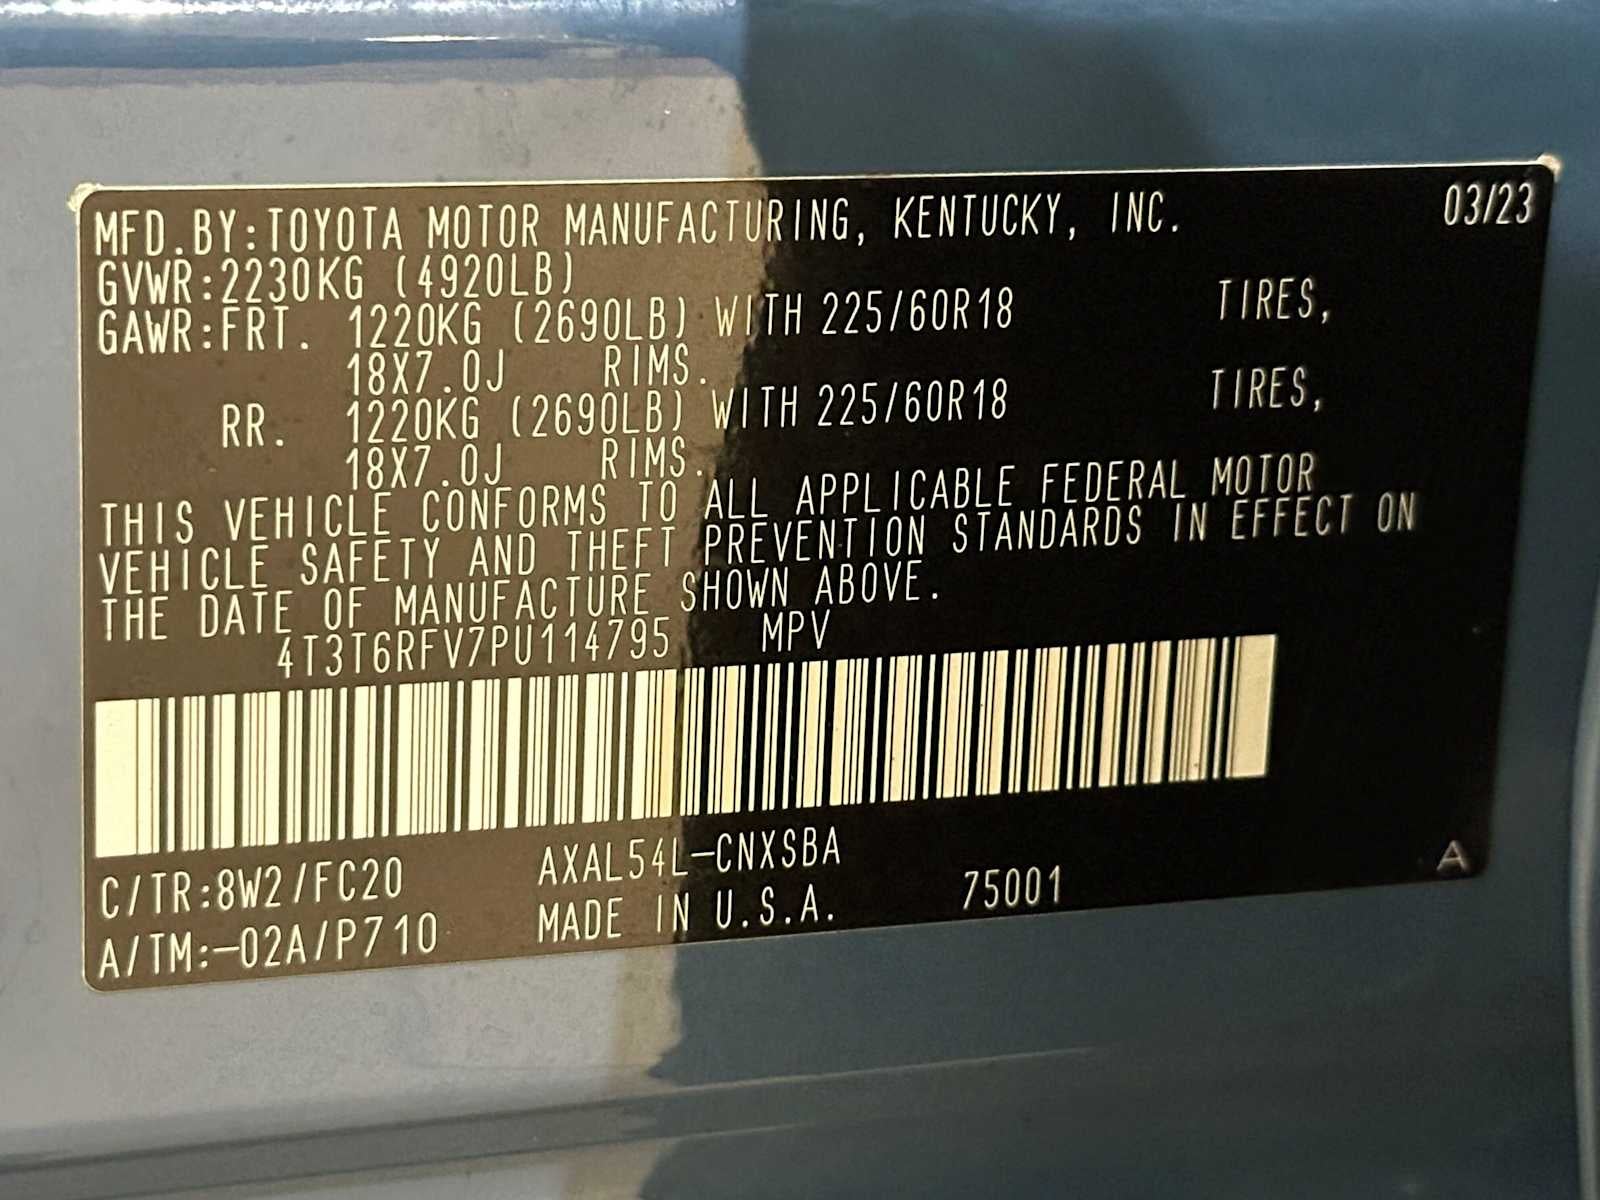 MFD.BY:TOYOTA MOTOR MANUFACTURING, KENTUCKY, INC. 03/23
GVWR:2230KG (4920LB)
GAWR:FRT. 1220KG (2690LB) WITH 225/60R18 TIRES,
18X7.0J RIMS.
RR. 1220KG (2690LB) WITH 225/60R18 TIRES,
18X7.0J RIMS.
THIS VEHICLE CONFORMS TO ALL APPLICABLE FEDERAL MOTOR
VEHICLE SAFETY AND THEFT PREVENTION STANDARDS IN EFFECT ON
THE DATE OF MANUFACTURE SHOWN ABOVE.
4T3T6RFV7PU114795 MPV
C/TR:8W2/FC20 AXAL54L-CNXSBA
A/TM:-02A/P710 MADE IN U.S.A. 75001 A